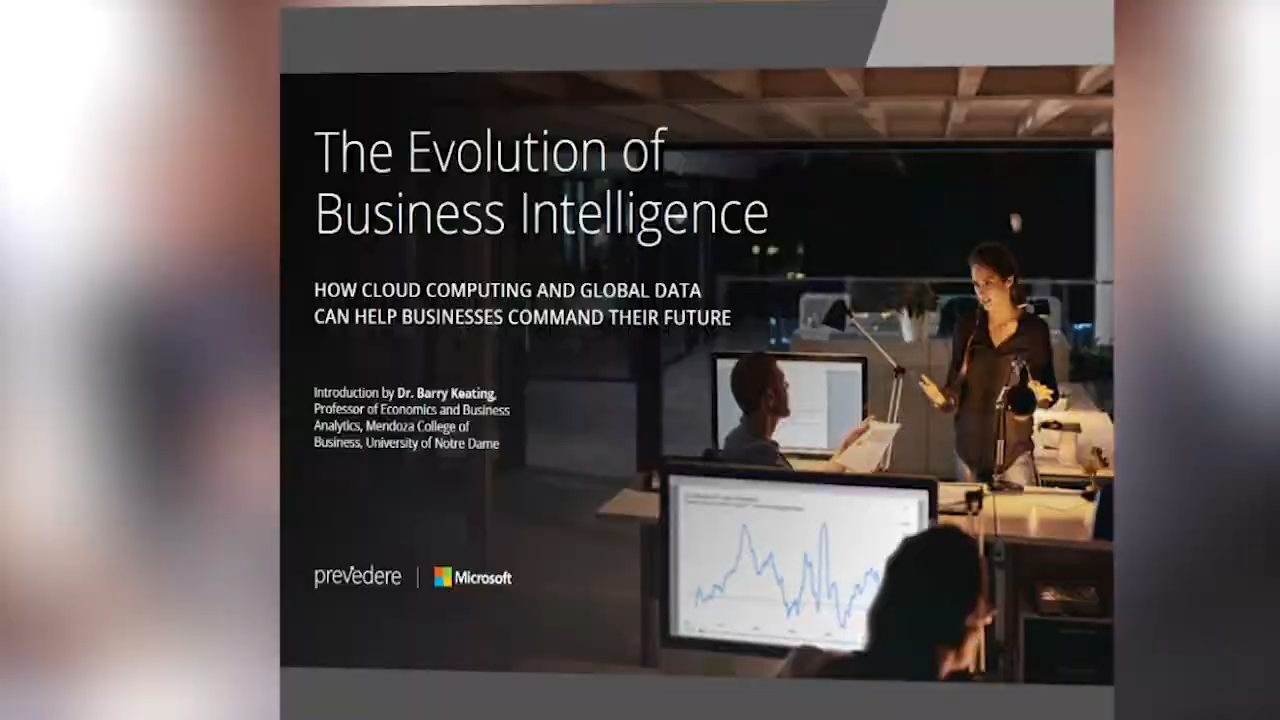 The Evolution of
Business Intelligence
HOW CLOUD COMPUTING AND GLOBAL DATA
CAN HELP BUSINESSES COMMAND THEIR FUTURE
Introduction by Dr. Barry Keating,
Professor of Economics and Business
Analytics, Mendoza College of
Business, University of Notre Dame
prevedere | Microsoft